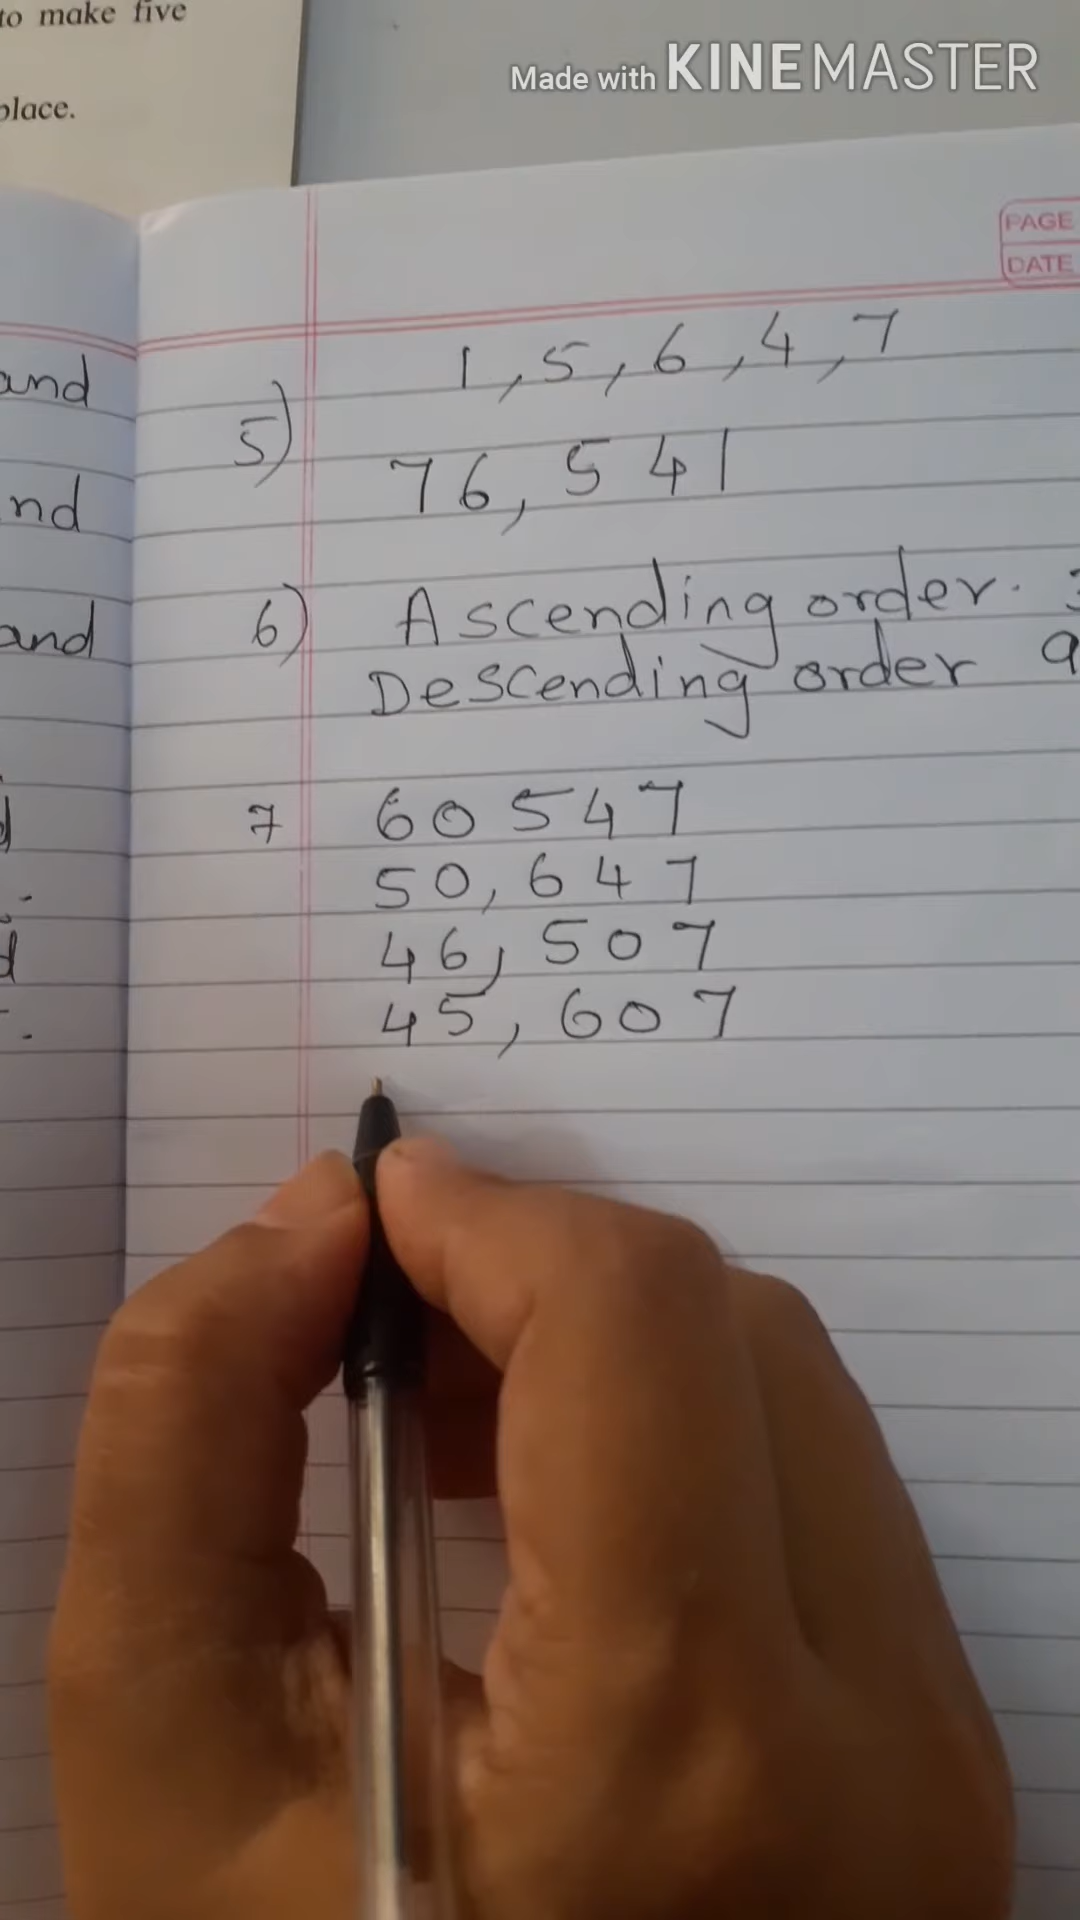 to make five
place.
Made with KINEMASTER
PAGE
DATE
and
nd
and
1, 5, 6, 4, 7
5)
76, 541
6) Ascending order.
Descending order 9
7 60547
50, 647
46, 507
45, 607